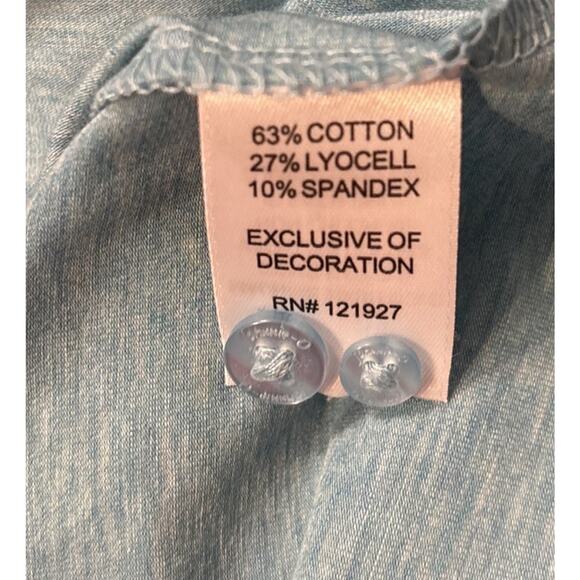 63% COTTON
27% LYOCELL
10% SPANDEX
EXCLUSIVE OF
DECORATION
RN# 121927